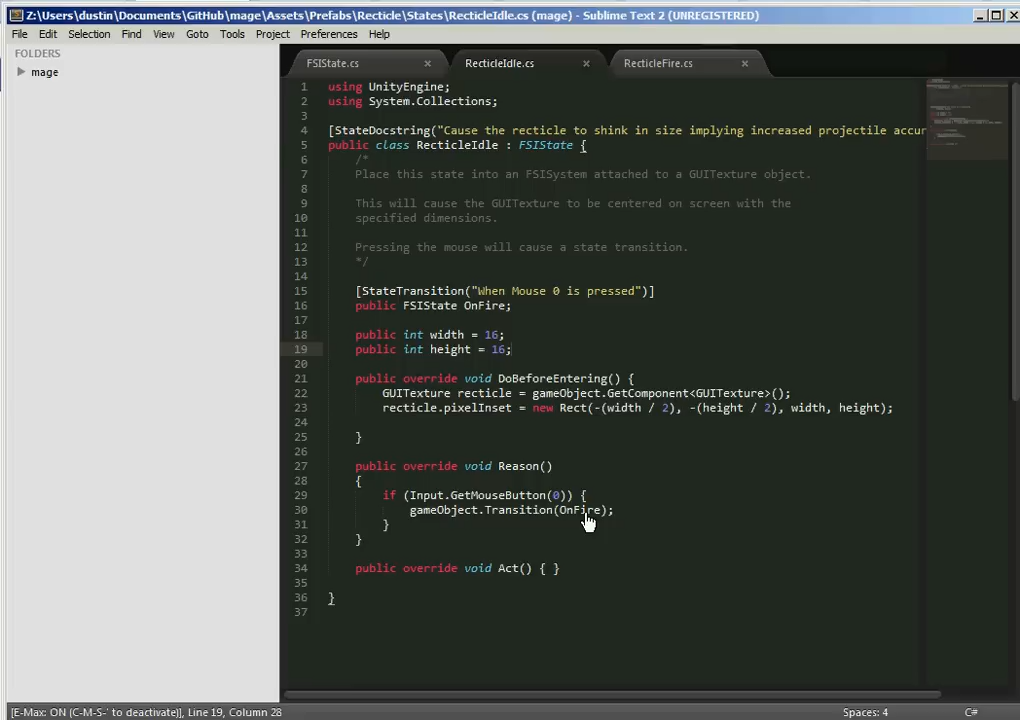 Z:\Users\dustin\Documents\GitHub\mage\Assets\Prefabs\Recticle\States\RecticleIdle.cs (mage) - Sublime Text 2 (UNREGISTERED)
File Edit Selection Find View Goto Tools Project Preferences Help
FOLDERS
mage
FSIState.cs RecticleIdle.cs RecticleFire.cs
1 using UnityEngine;
2 using System.Collections;
3
4 [StateDocstring("Cause the recticle to shink in size implying increased projectile accur
5 public class RecticleIdle : FSIState {
6 /*
7 Place this state into an FSISystem attached to a GUITexture object.
8
9 This will cause the GUITexture to be centered on screen with the
10 specified dimensions.
11
12 Pressing the mouse will cause a state transition.
13 */
14
15 [StateTransition("When Mouse 0 is pressed")]
16 public FSIState OnFire;
17
18 public int width = 16;
19 public int height = 16;
20
21 public override void DoBeforeEntering() {
22 GUITexture recticle = gameObject.GetComponent<GUITexture>();
23 recticle.pixelInset = new Rect(-(width / 2), -(height / 2), width, height);
24
25 }
26
27 public override void Reason()
28 {
29 if (Input.GetMouseButton(0)) {
30 gameObject.Transition(OnFire);
31 }
32 }
33
34 public override void Act() { }
35
36 }
37
[E-Max: ON (C-M-S-' to deactivate)], Line 19, Column 28 Spaces: 4 C#